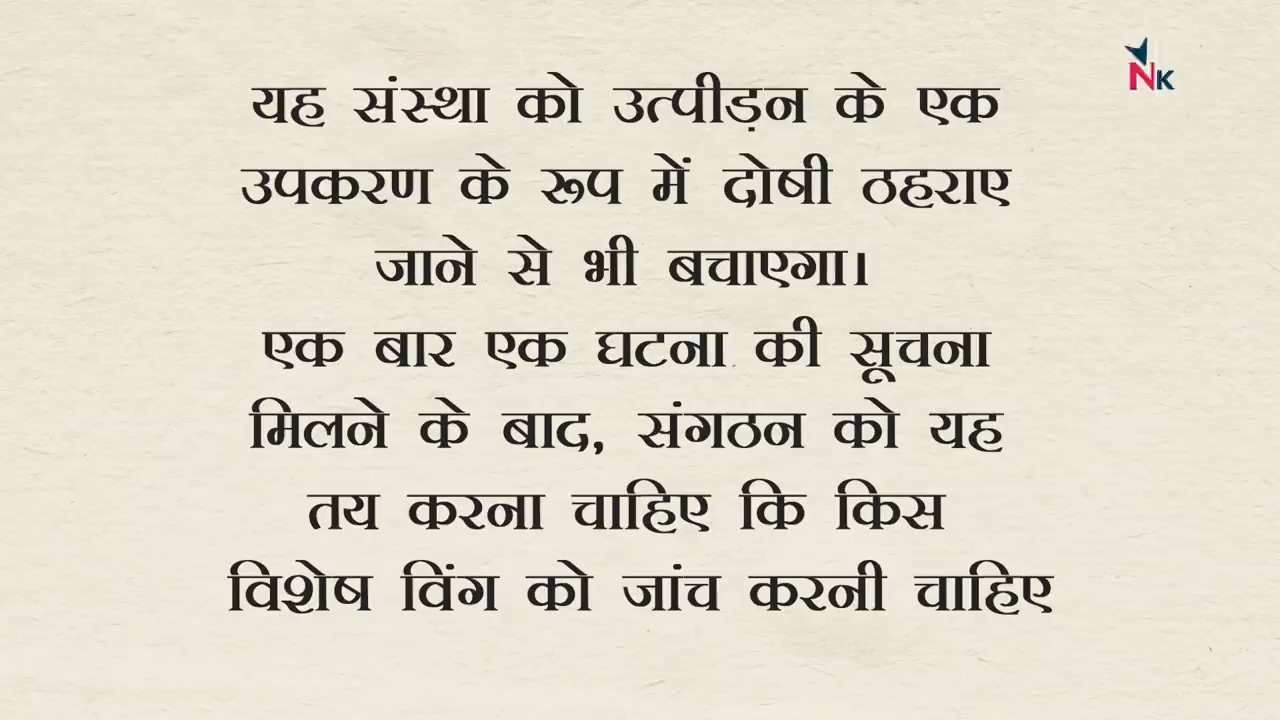 NK
यह संस्था को उत्पीड़न के एक
उपकरण के रूप में दोषी ठहराए
जाने से भी बचाएगा।
एक बार एक घटना की सूचना
मिलने के बाद, संगठन को यह
तय करना चाहिए कि किस
विशेष विंग को जांच करनी चाहिए